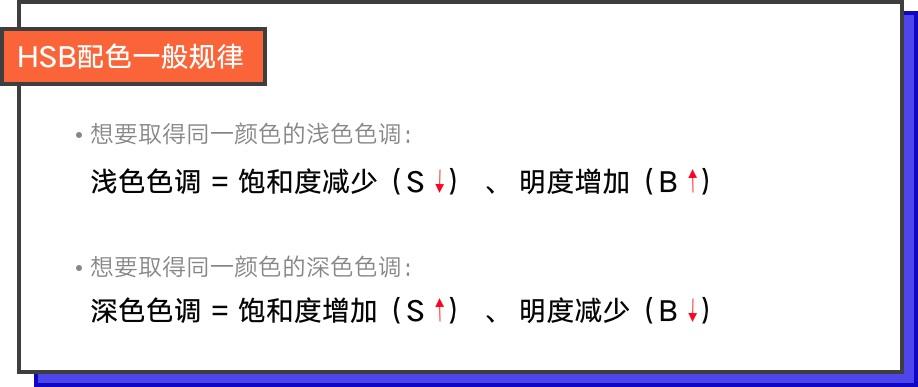 HSB配色一般规律
• 想要取得同一颜色的浅色色调:
浅色色调 = 饱和度减少（S ↓）、明度增加（B ↑）
• 想要取得同一颜色的深色色调:
深色色调 = 饱和度增加（S ↑）、明度减少（B ↓）